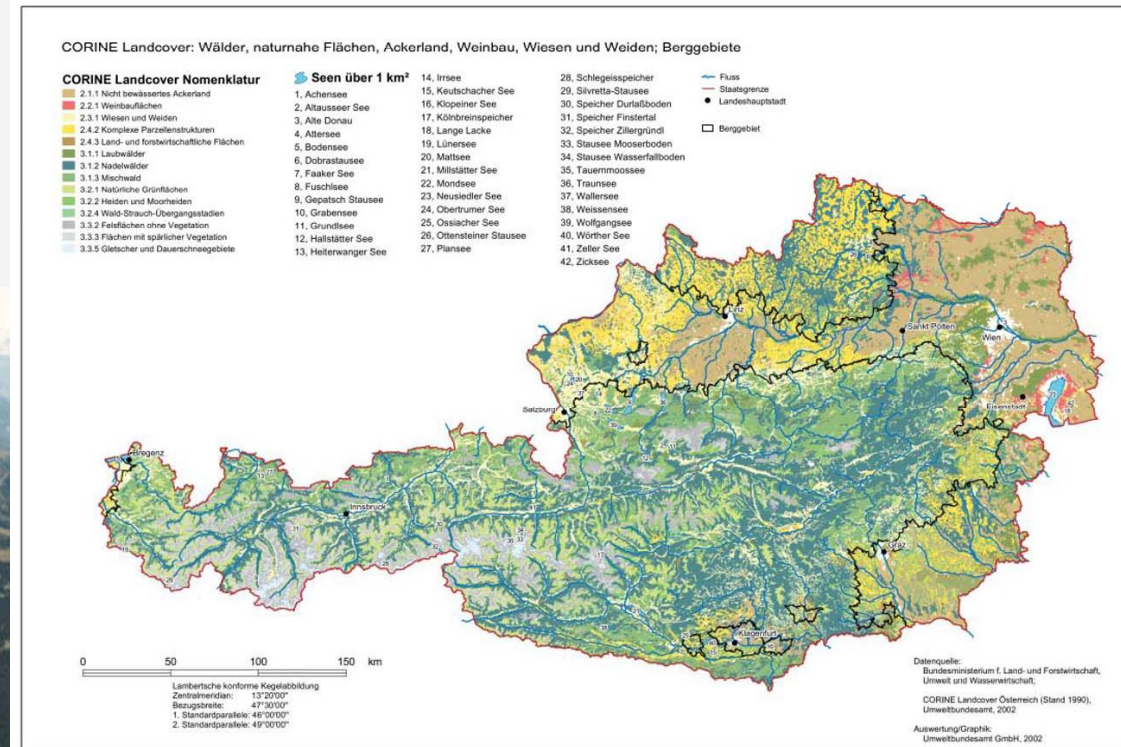 CORINE Landcover: Wälder, naturnahe Flächen, Ackerland, Weinbau, Wiesen und Weiden; Berggebiete
CORINE Landcover Nomenklatur
2.1.1 Nicht bewässertes Ackerland
2.2.1 Weinbauflächen
2.3.1 Wiesen und Weiden
2.4.2 Komplexe Parzellenstrukturen
2.4.3 Land- und forstwirtschaftliche Flächen
3.1.1 Laubwälder
3.1.2 Nadelwälder
3.1.3 Mischwald
3.2.1 Natürliche Grünflächen
3.2.2 Heiden und Moorheiden
3.2.4 Wald-Strauch-Übergangsstadien
3.3.2 Felsflächen ohne Vegetation
3.3.3 Flächen mit spärlicher Vegetation
3.3.5 Gletscher und Dauerschneegebiete
Seen über 1 km²
1, Achensee
2, Altausseer See
3, Alte Donau
4, Attersee
5, Bodensee
6, Dobrastausee
7, Faaker See
8, Fuschlsee
9, Gepatsch Stausee
10, Grabensee
11, Grundlsee
12, Hallstätter See
13, Heiterwanger See
14, Irrsee
15, Keutschacher See
16, Klopeiner See
17, Kölnbreinspeicher
18, Lange Lacke
19, Lünersee
20, Mattsee
21, Millstätter See
22, Mondsee
23, Neusiedler See
24, Obertrumer See
25, Ossiacher See
26, Ottensteiner Stausee
27, Plansee
28, Schlegeisspeicher
29, Silvretta-Stausee
30, Speicher Durlaßboden
31, Speicher Finstertal
32, Speicher Zillergründl
33, Stausee Mooserboden
34, Stausee Wasserfallboden
35, Tauernmoossee
36, Traunsee
37, Wallersee
38, Weissensee
39, Wolfgangsee
40, Wörther See
41, Zeller See
42, Zicksee
Fluss
Staatsgrenze
Landeshauptstadt
Berggebiet
Linz
Sankt Pölten
Wien
Salzburg
Eisenstadt
Bregenz
Innsbruck
Graz
Klagenfurt
0 50 100 150 km
Lambertsche konforme Kegelabbildung
Zentralmeridian: 13°20'00"
Bezugsbreite: 47°30'00"
1. Standardparallele: 46°00'00"
2. Standardparallele: 49°00'00"
Datenquelle:
Bundesministerium f. Land- und Forstwirtschaft,
Umwelt und Wasserwirtschaft;
CORINE Landcover Österreich (Stand 1990),
Umweltbundesamt, 2002
Auswertung/Graphik:
Umweltbundesamt GmbH, 2002